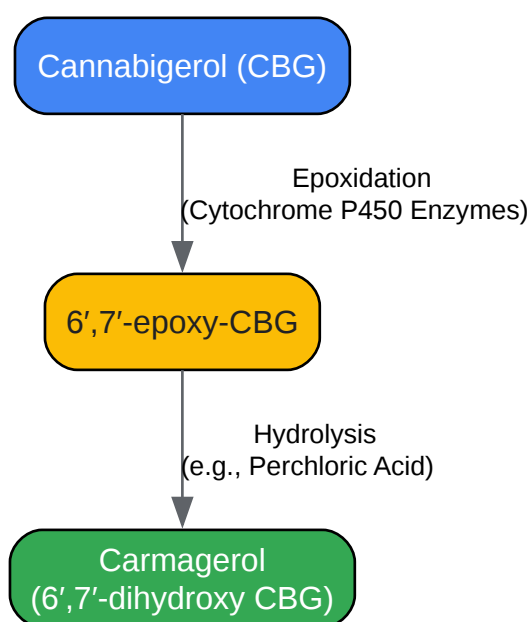 Cannabigerol (CBG)
Epoxidation
(Cytochrome P450 Enzymes)
6′,7′-epoxy-CBG
Hydrolysis
(e.g., Perchloric Acid)
Carmagerol
(6′,7′-dihydroxy CBG)